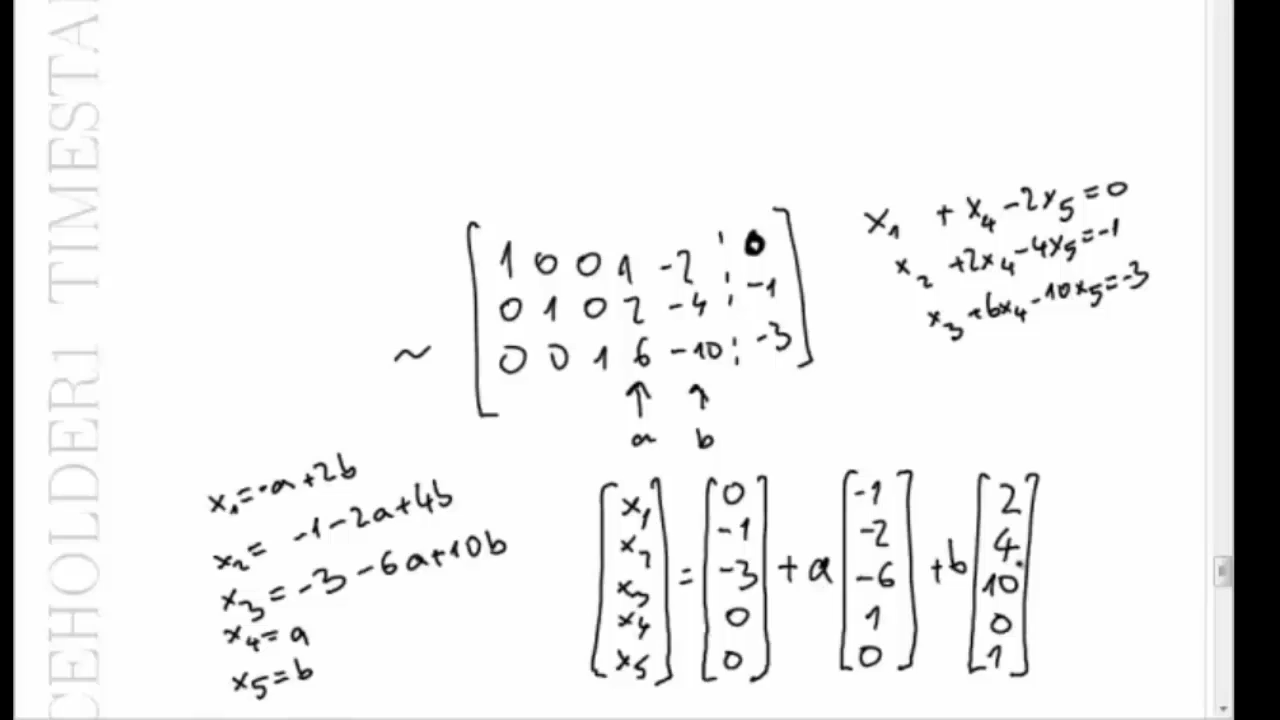 CEHOLDER1 TIMESTA
1 0 0 1 -2 ¦ 0
0 1 0 2 -4 ¦ -1
~ 0 0 1 6 -10 ¦ -3
↑ ↑
a b
x₁ + x₄ - 2x₅ = 0
x₂ + 2x₄ - 4x₅ = -1
x₃ + 6x₄ - 10x₅ = -3
x₁ = -a + 2b
x₂ = -1 - 2a + 4b
x₃ = -3 - 6a + 10b
x₄ = a
x₅ = b
[x₁ x₂ x₃ x₄ x₅] = [0 -1 -3 0 0] + a [-1 -2 -6 1 0] + b [2 4 10 0 1]